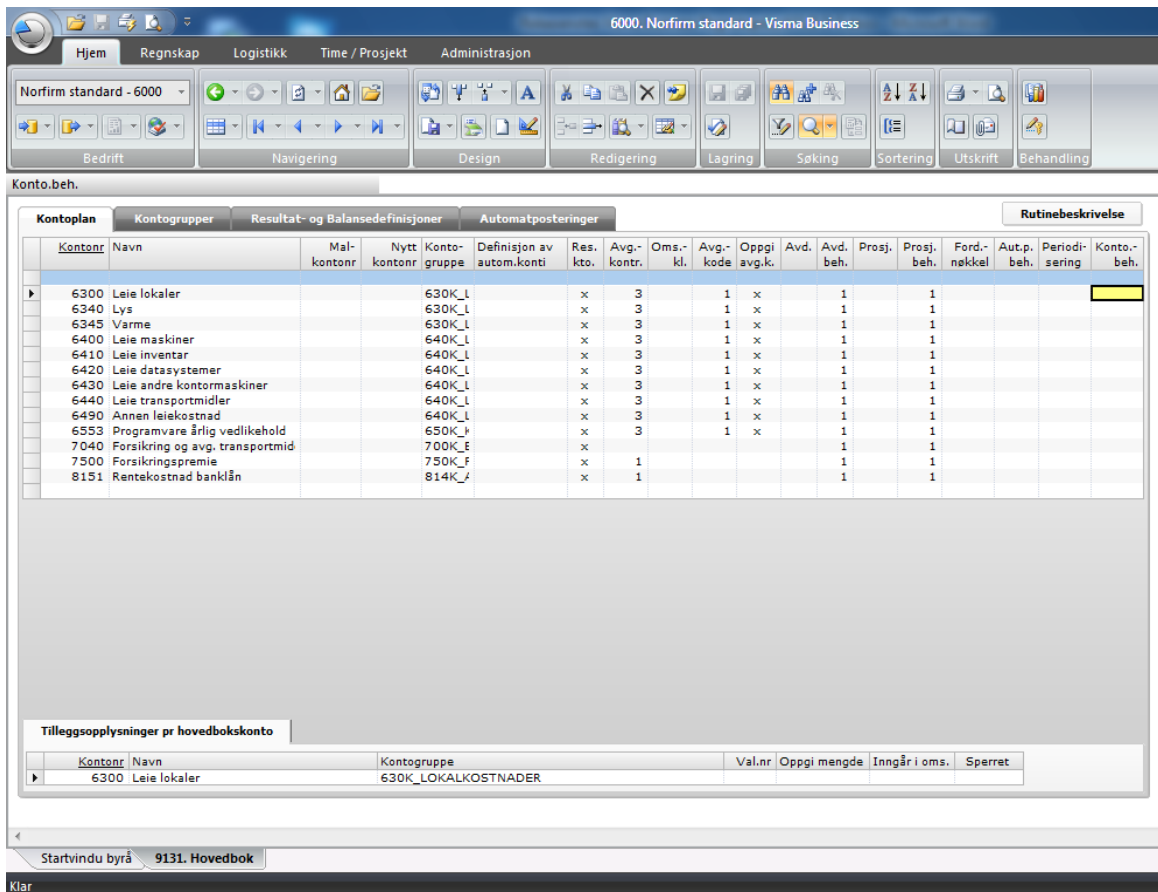 6000. Norfirm standard - Visma Business
Hjem Regnskap Logistikk Time / Prosjekt Administrasjon
Norfirm standard - 6000
Bedrift Navigering Design Redigering Lagring Søking Sortering Utskrift Behandling
Konto.beh.
Kontoplan Kontogrupper Resultat- og Balansedefinisjoner Automatposteringer Rutinebeskrivelse
Kontonr Navn Mal- Nytt Konto- Definisjon av Res. Avg.- Oms.- Avg.- Oppgi Avd. Avd. Prosj. Prosj. Ford.- Aut.p. Periodi- Konto.-
kontonr kontonr gruppe autom.konti kto. kontr. kl. kode avg.k. beh. beh. nøkkel beh. sering beh.
6300 Leie lokaler 630K_L x 3 1 x 1 1
6340 Lys 630K_L x 3 1 x 1 1
6345 Varme 630K_L x 3 1 x 1 1
6400 Leie maskiner 640K_L x 3 1 x 1 1
6410 Leie inventar 640K_L x 3 1 x 1 1
6420 Leie datasystemer 640K_L x 3 1 x 1 1
6430 Leie andre kontormaskiner 640K_L x 3 1 x 1 1
6440 Leie transportmidler 640K_L x 3 1 x 1 1
6490 Annen leiekostnad 640K_L x 3 1 x 1 1
6553 Programvare årlig vedlikehold 650K_K x 3 1 x 1 1
7040 Forsikring og avg. transportmid 700K_E x 1 1
7500 Forsikringspremie 750K_F x 1 1 1
8151 Rentekostnad banklån 814K_A x 1 1 1
Tilleggsopplysninger pr hovedbokskonto
Kontonr Navn Kontogruppe Val.nr Oppgi mengde Inngår i oms. Sperret
6300 Leie lokaler 630K_LOKALKOSTNADER
Startvindu byrå 9131. Hovedbok
Klar